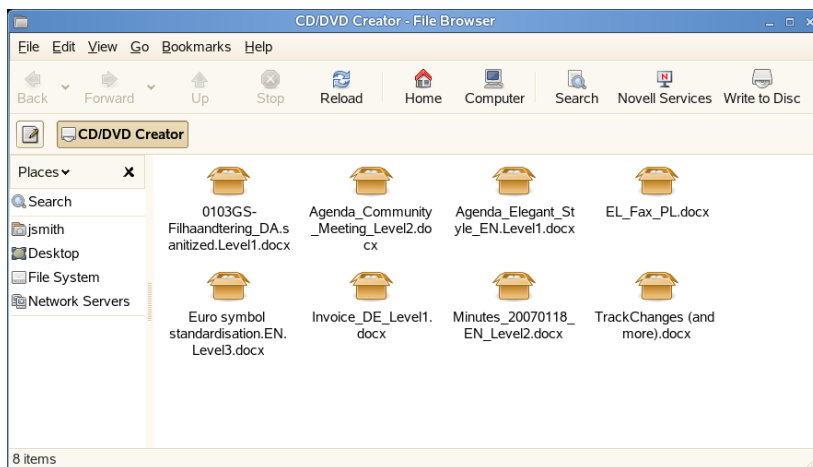 CD/DVD Creator - File Browser
File Edit View Go Bookmarks Help
Back Forward Up Stop Reload Home Computer Search Novell Services Write to Disc
CD/DVD Creator
Places
Search
jsmith
Desktop
File System
Network Servers
0103GS-
Filhaandtering_DA.s
anitized.Level1.docx
Agenda_Community
_Meeting_Level2.do
cx
Agenda_Elegant_St
yle_EN.Level1.docx
EL_Fax_PL.docx
Euro symbol
standardisation.EN.
Level3.docx
Invoice_DE_Level1.
docx
Minutes_20070118_
EN_Level2.docx
TrackChanges (and
more).docx
8 items